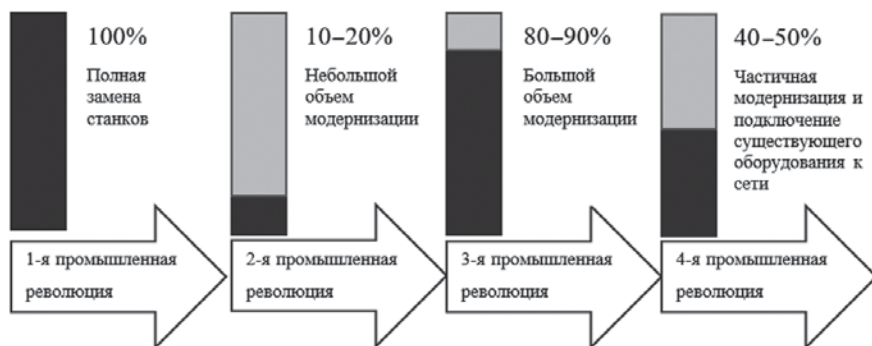 100%
Полная
замена
станков
10–20%
Небольшой
объем
модернизации
80–90%
Большой
объем
модернизации
40–50%
Частичная
модернизация и
подключение
существующего
оборудования к
сети
1-я промышленная
революция
2-я промышленная
революция
3-я промышленная
революция
4-я промышленная
революция